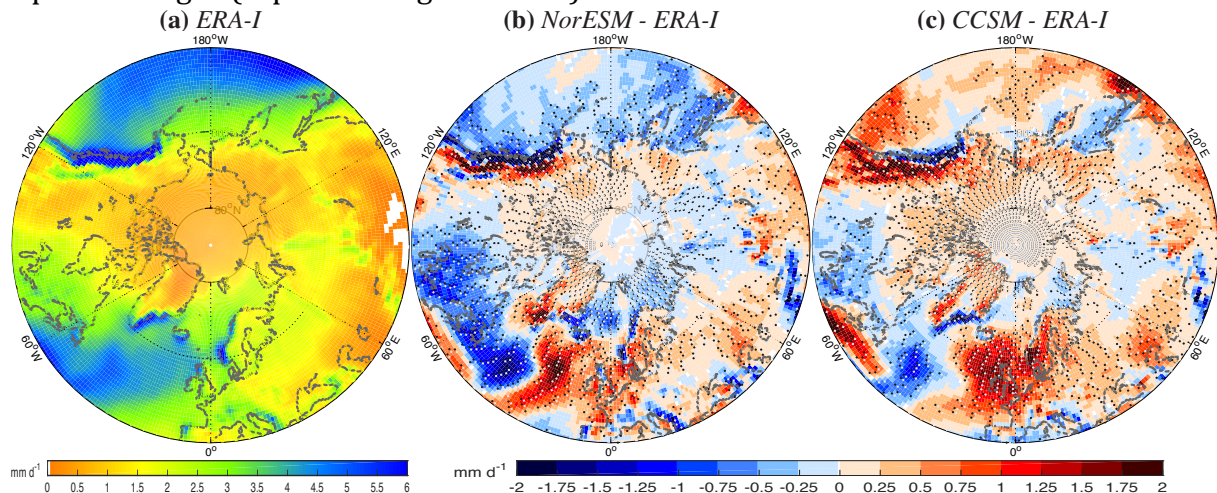 (a) ERA-I (b) NorESM - ERA-I (c) CCSM - ERA-I
180°W 180°W 180°W
120°W 120°E 120°W 120°E 120°W 120°E
80°N 80°N
60°W 60°E 60°W 60°E 60°W 60°E
0° 0° 0°
mm d⁻¹ 0 0.5 1 1.5 2 2.5 3 3.5 4 4.5 5 5.5 6
mm d⁻¹ -2 -1.75 -1.5 -1.25 -1 -0.75 -0.5 -0.25 0 0.25 0.5 0.75 1 1.25 1.5 1.75 2